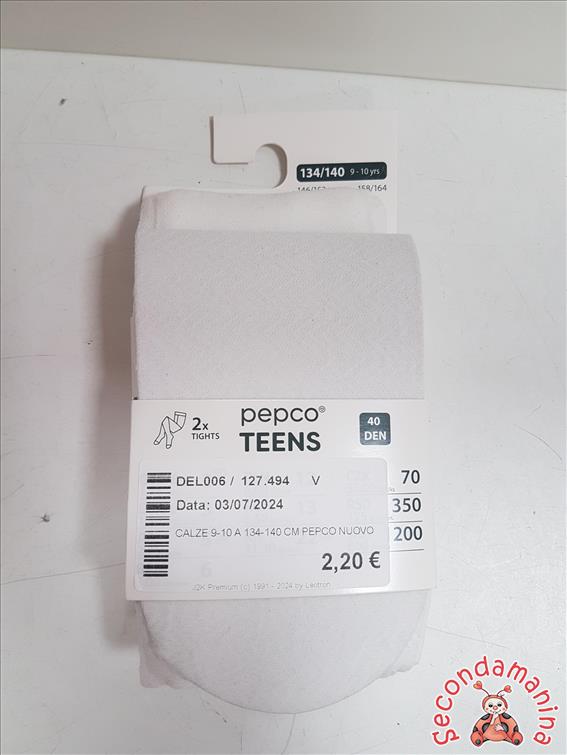 134/140 9 - 10 yrs
158/164
2x
TIGHTS
pepco®
TEENS
40
DEN
DEL006 / 127.494 V
70
Data: 03/07/2024
350
CALZE 9-10 A 134-140 CM PEPCO NUOVO
200
2,20 €
J2K Premium (c) 1991 - 2024 by Leotron
Secondamanina